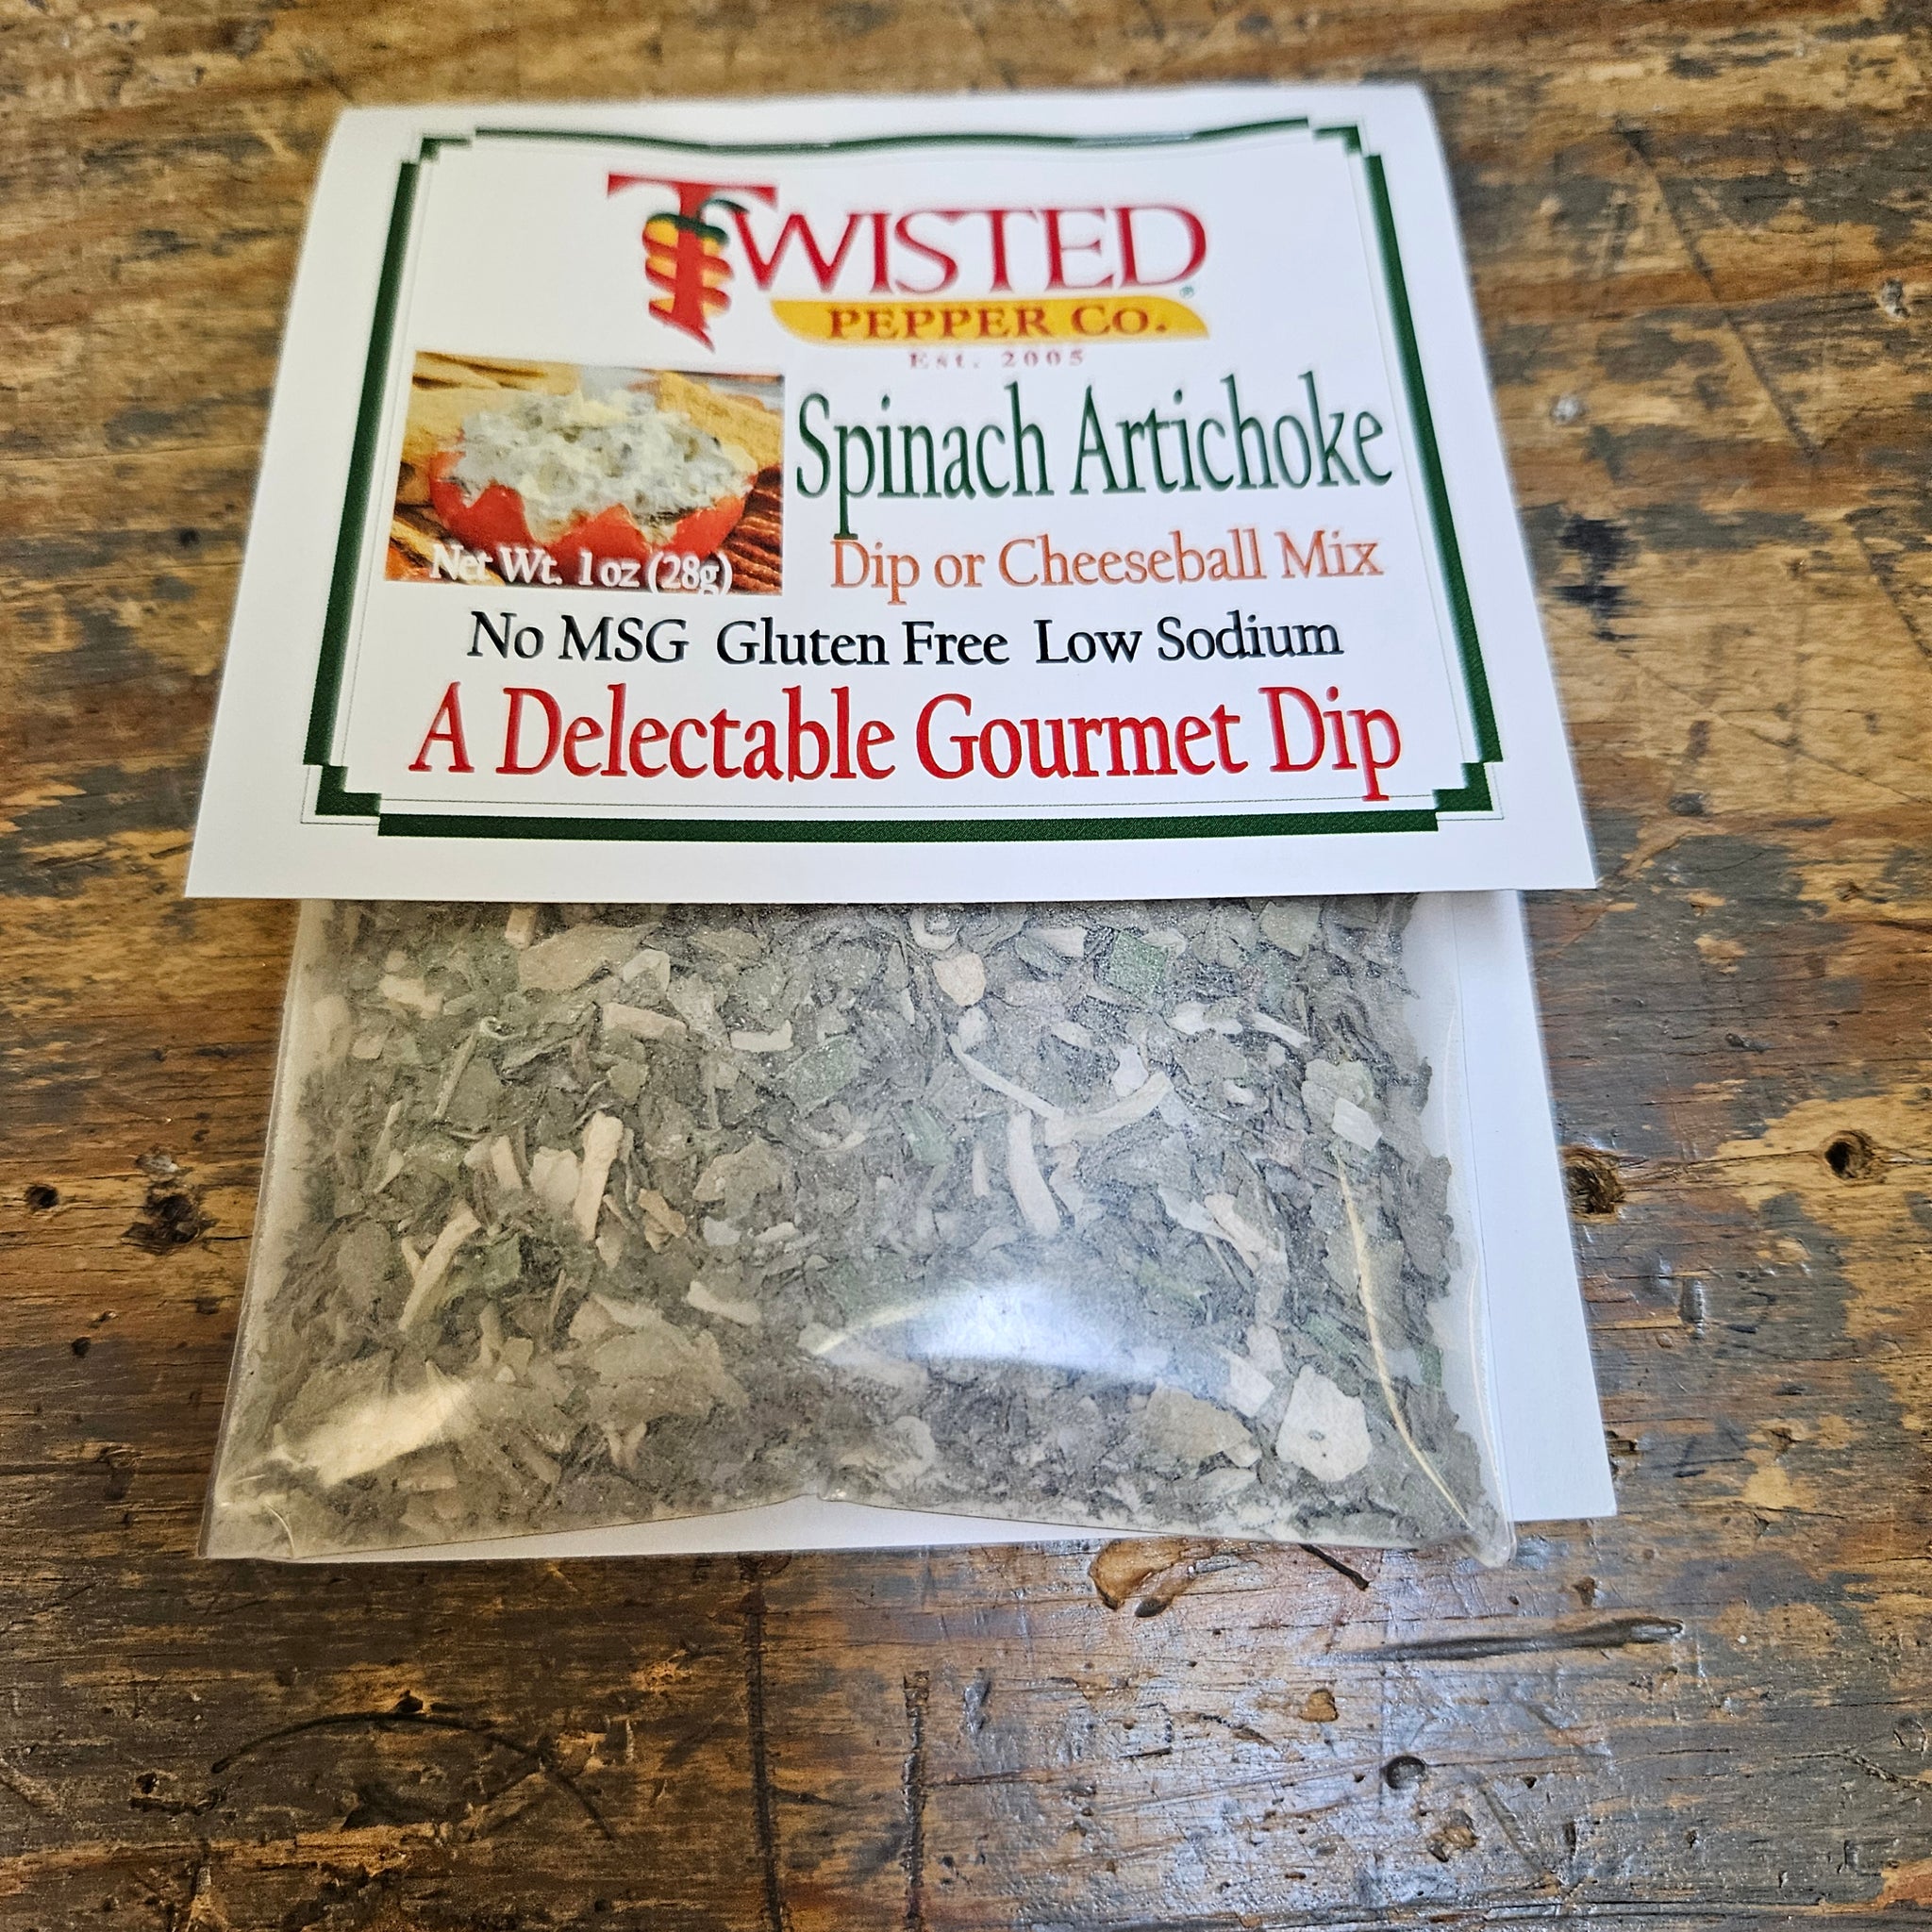 TWISTED
PEPPER CO.
Est. 2005
Spinach Artichoke
Dip or Cheeseball Mix
Net Wt. 1oz (28g)
No MSG Gluten Free Low Sodium
A Delectable Gourmet Dip